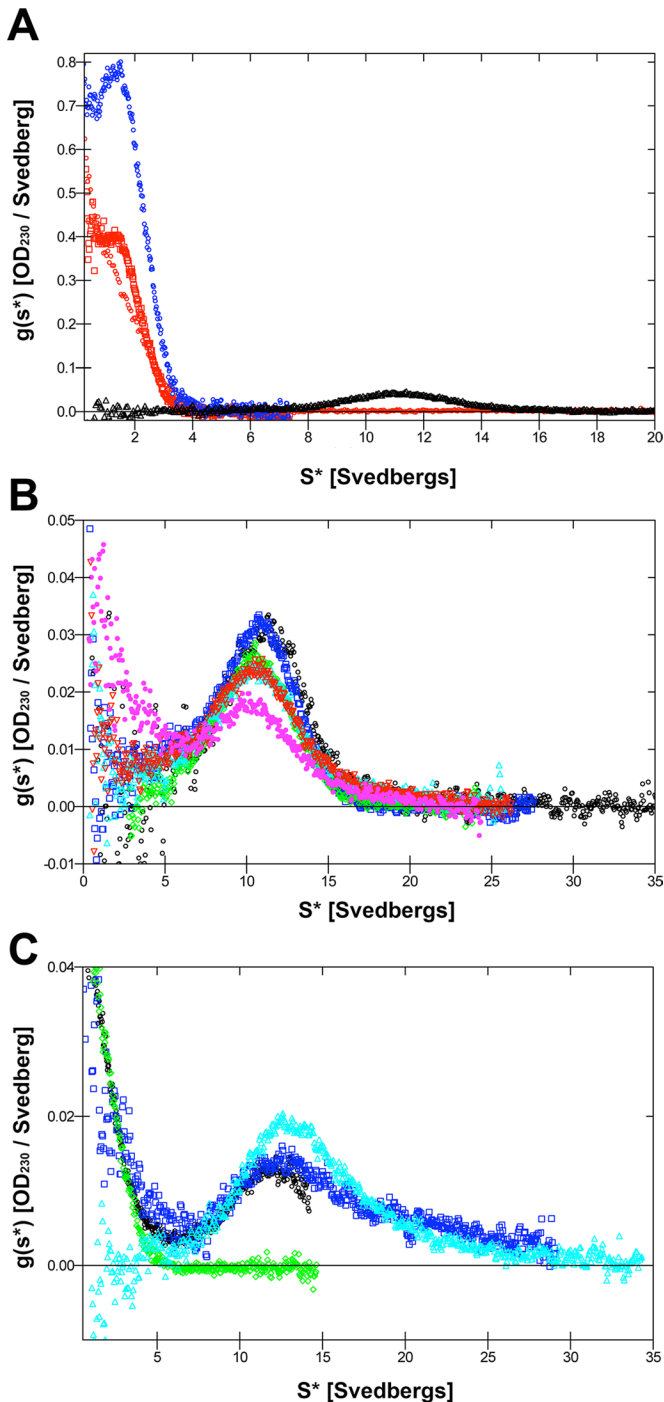 A
g(s*) [OD₂₃₀ / Svedberg]
0.8
0.7
0.6
0.5
0.4
0.3
0.2
0.1
0.0
2 4 6 8 10 12 14 16 18 20
S* [Svedbergs]
B
g(s*) [OD₂₃₀ / Svedberg]
0.05
0.04
0.03
0.02
0.01
0.00
-0.01
0 5 10 15 20 25 30 35
S* [Svedbergs]
C
g(s*) [OD₂₃₀ / Svedberg]
0.04
0.02
0.00
5 10 15 20 25 30 35
S* [Svedbergs]